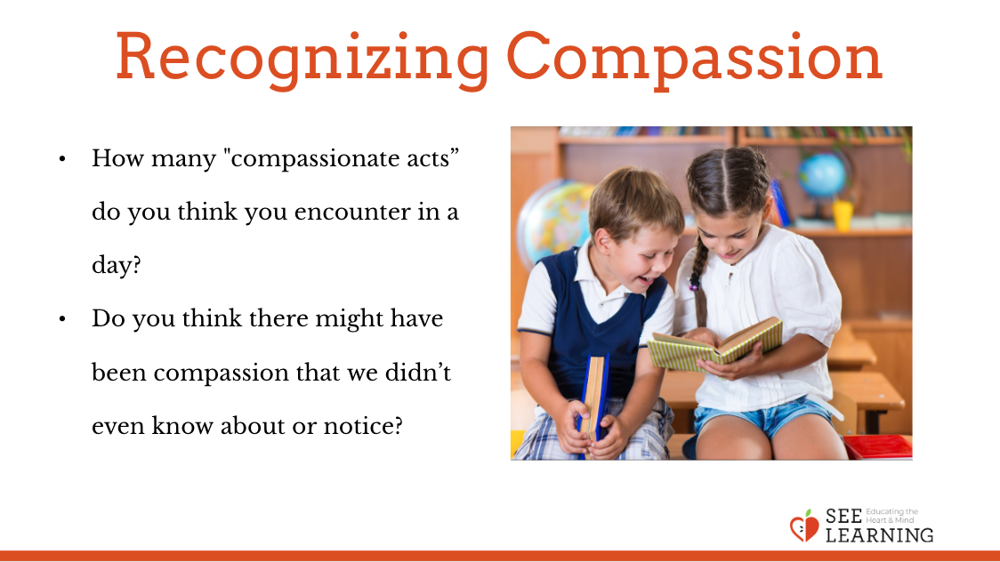 Recognizing Compassion
• How many "compassionate acts”
do you think you encounter in a
day?
• Do you think there might have
been compassion that we didn’t
even know about or notice?
SEE Educating the
Heart & Mind
LEARNING